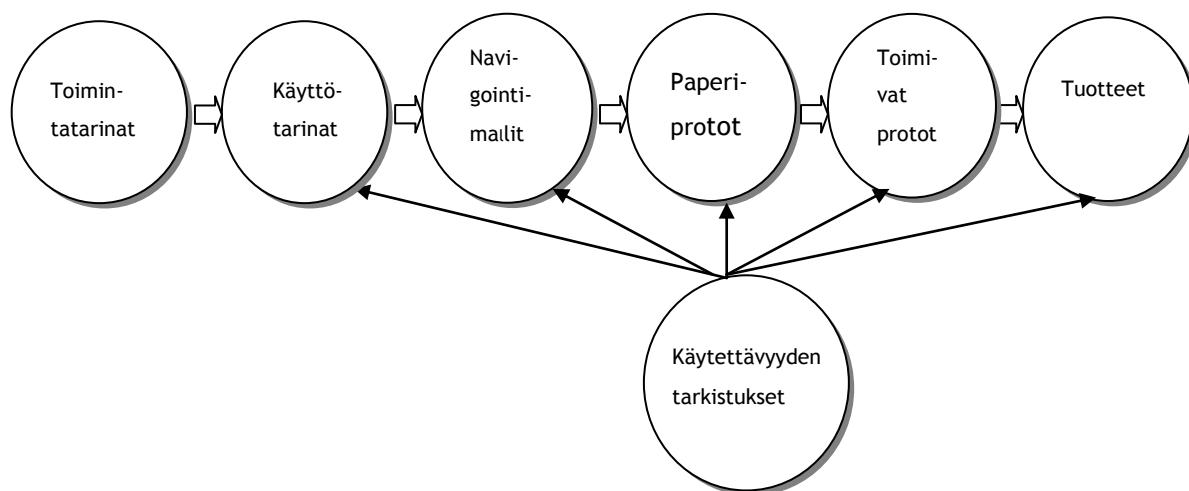 Toimin-
tatarinat
Käyttö-
tarinat
Navi-
gointi-
mallit
Paperi-
protot
Toimi-
vat
protot
Tuotteet
Käytettävyyden
tarkistukset